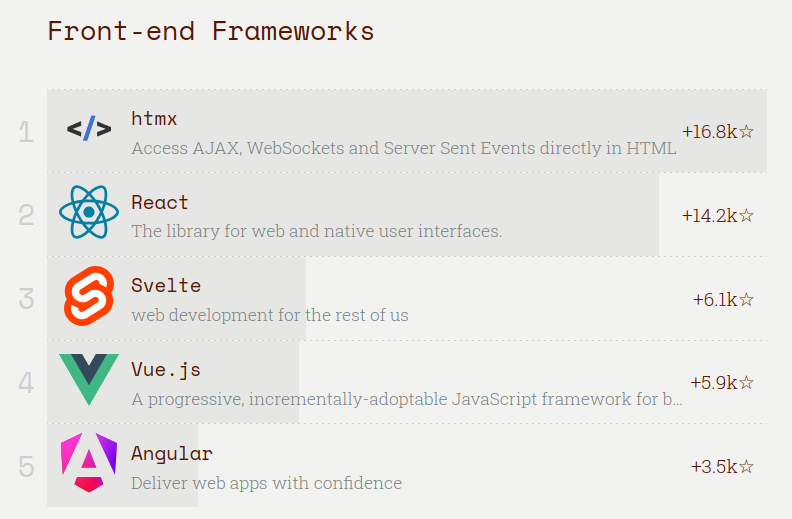 Front-end Frameworks
1
</>
htmx
Access AJAX, WebSockets and Server Sent Events directly in HTML
+16.8k☆
2
React
The library for web and native user interfaces.
+14.2k☆
3
Svelte
web development for the rest of us
+6.1k☆
4
Vue.js
A progressive, incrementally-adoptable JavaScript framework for b...
+5.9k☆
5
Angular
Deliver web apps with confidence
+3.5k☆